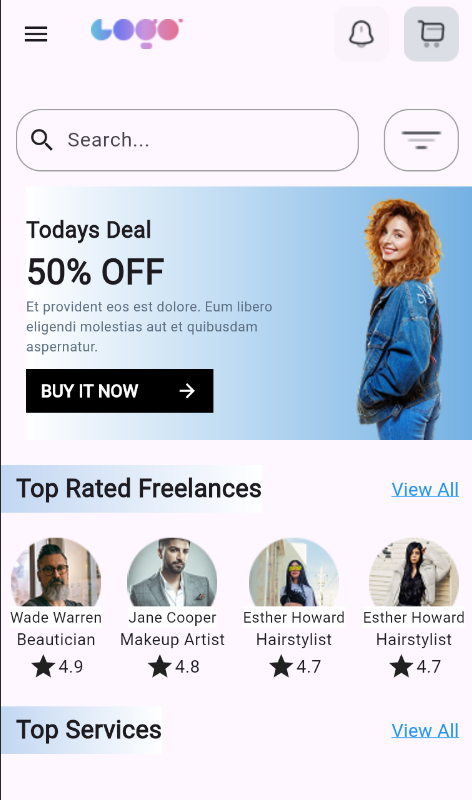 Logo
Search...
Todays Deal
50% OFF
Et provident eos est dolore. Eum libero
eligendi molestias aut et quibusdam
aspernatur.
BUY IT NOW
Top Rated Freelances
View All
Wade Warren
Jane Cooper
Esther Howard
Esther Howard
Beautician
Makeup Artist
Hairstylist
Hairstylist
4.9
4.8
4.7
4.7
Top Services
View All